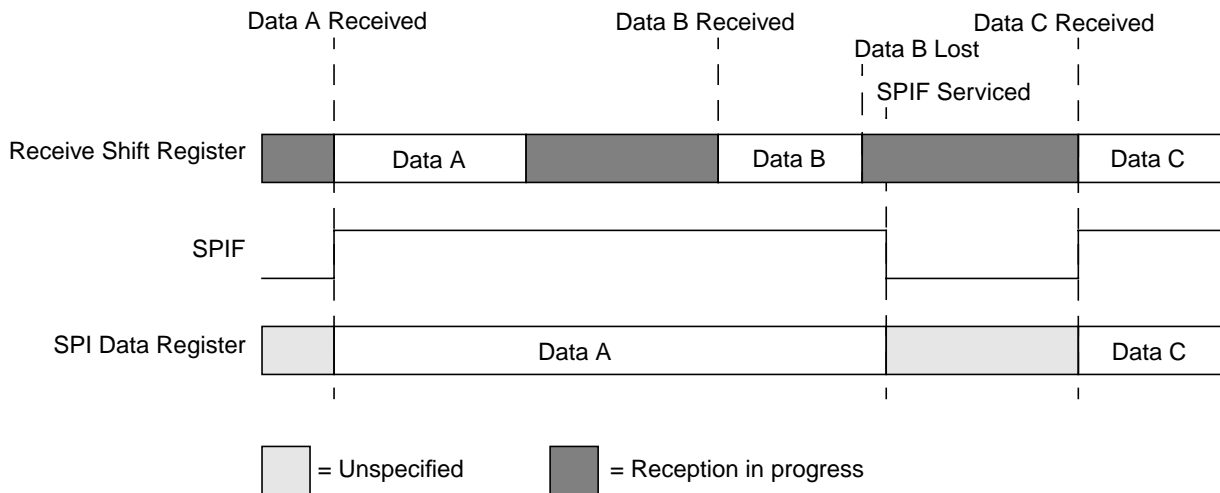 Data A Received
Data B Received
Data C Received
Data B Lost
SPIF Serviced
Receive Shift Register
Data A
Data B
Data C
SPIF
SPI Data Register
Data A
Data C
= Unspecified
= Reception in progress